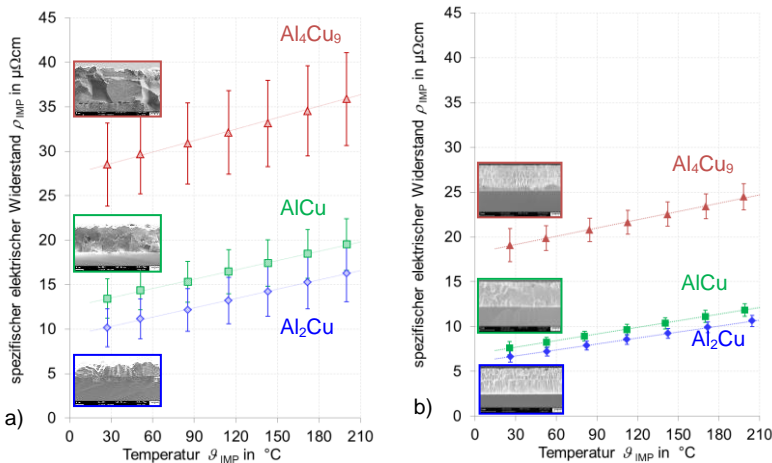 a)
spezifischer elektrischer Widerstand ρIMP in µΩcm
45
40
35
30
25
20
15
10
5
0
Al4Cu9
AlCu
Al2Cu
0 30 60 90 120 150 180 210
Temperatur ϑIMP in °C
b)
spezifischer elektrischer Widerstand ρIMP in µΩcm
45
40
35
30
25
20
15
10
5
0
Al4Cu9
AlCu
Al2Cu
0 30 60 90 120 150 180 210
Temperatur ϑIMP in °C